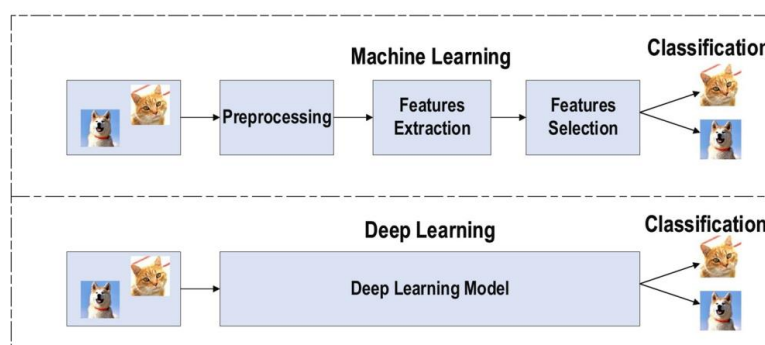 Machine Learning
Classification
Preprocessing
Features
Extraction
Features
Selection
Deep Learning
Classification
Deep Learning Model